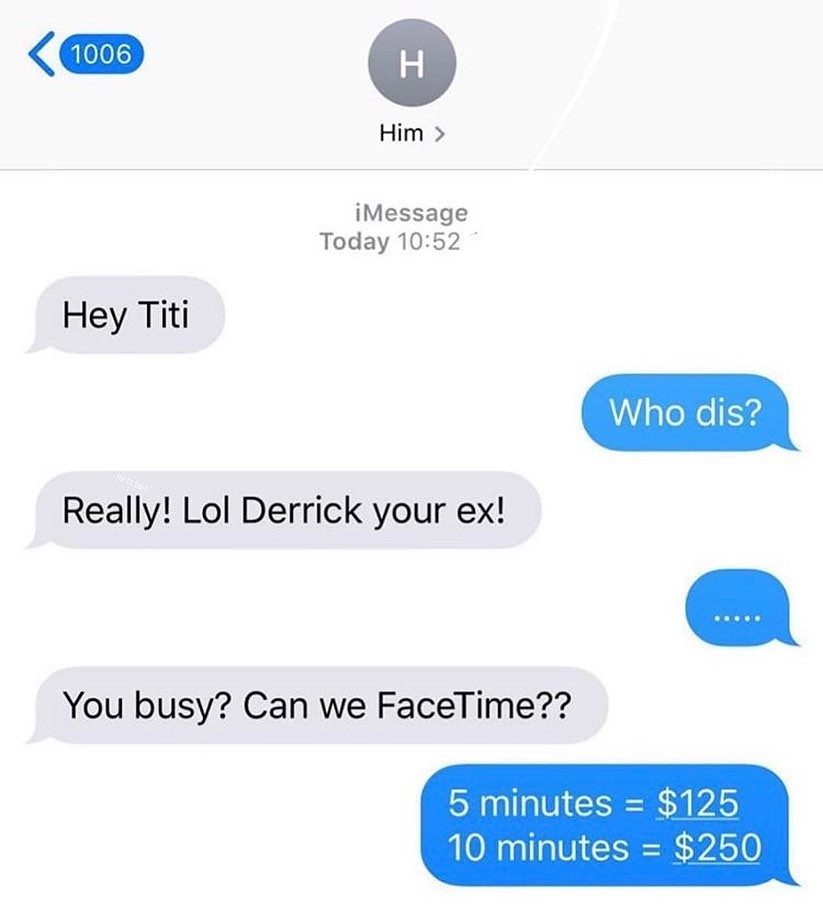 1006
H
Him >
iMessage
Today 10:52
Hey Titi
Who dis?
Really! Lol Derrick your ex!
.....
You busy? Can we FaceTime??
5 minutes = $125
10 minutes = $250